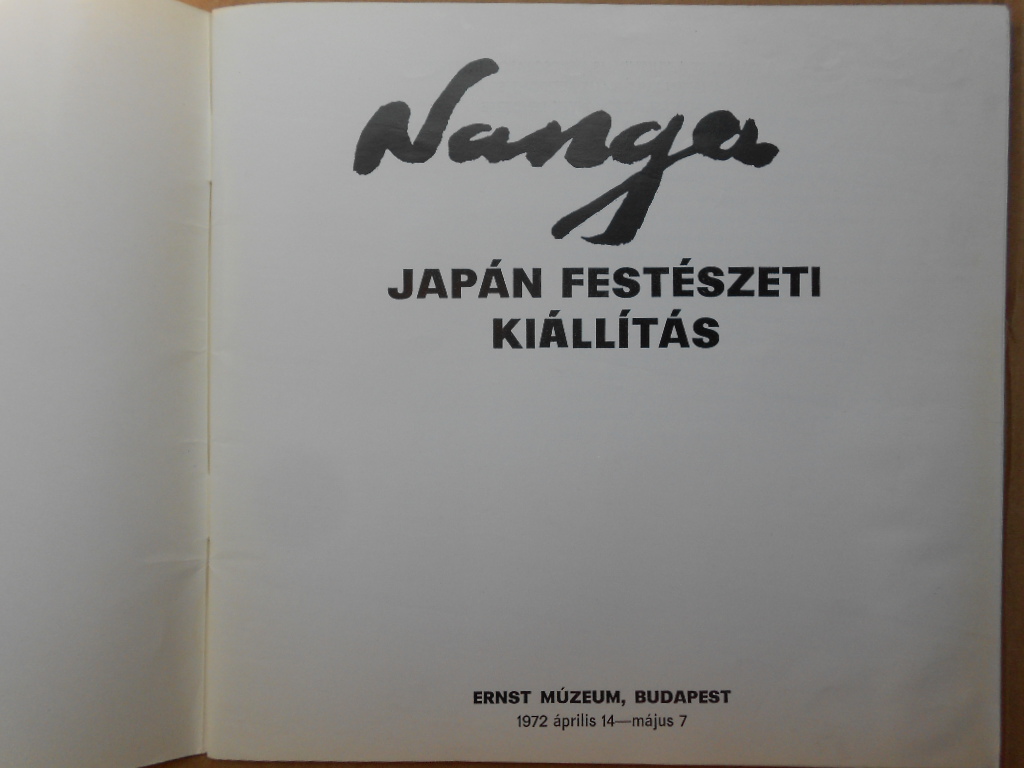 Nanga
JAPÁN FESTÉSZETI
KIÁLLÍTÁS
ERNST MÚZEUM, BUDAPEST
1972 április 14—május 7